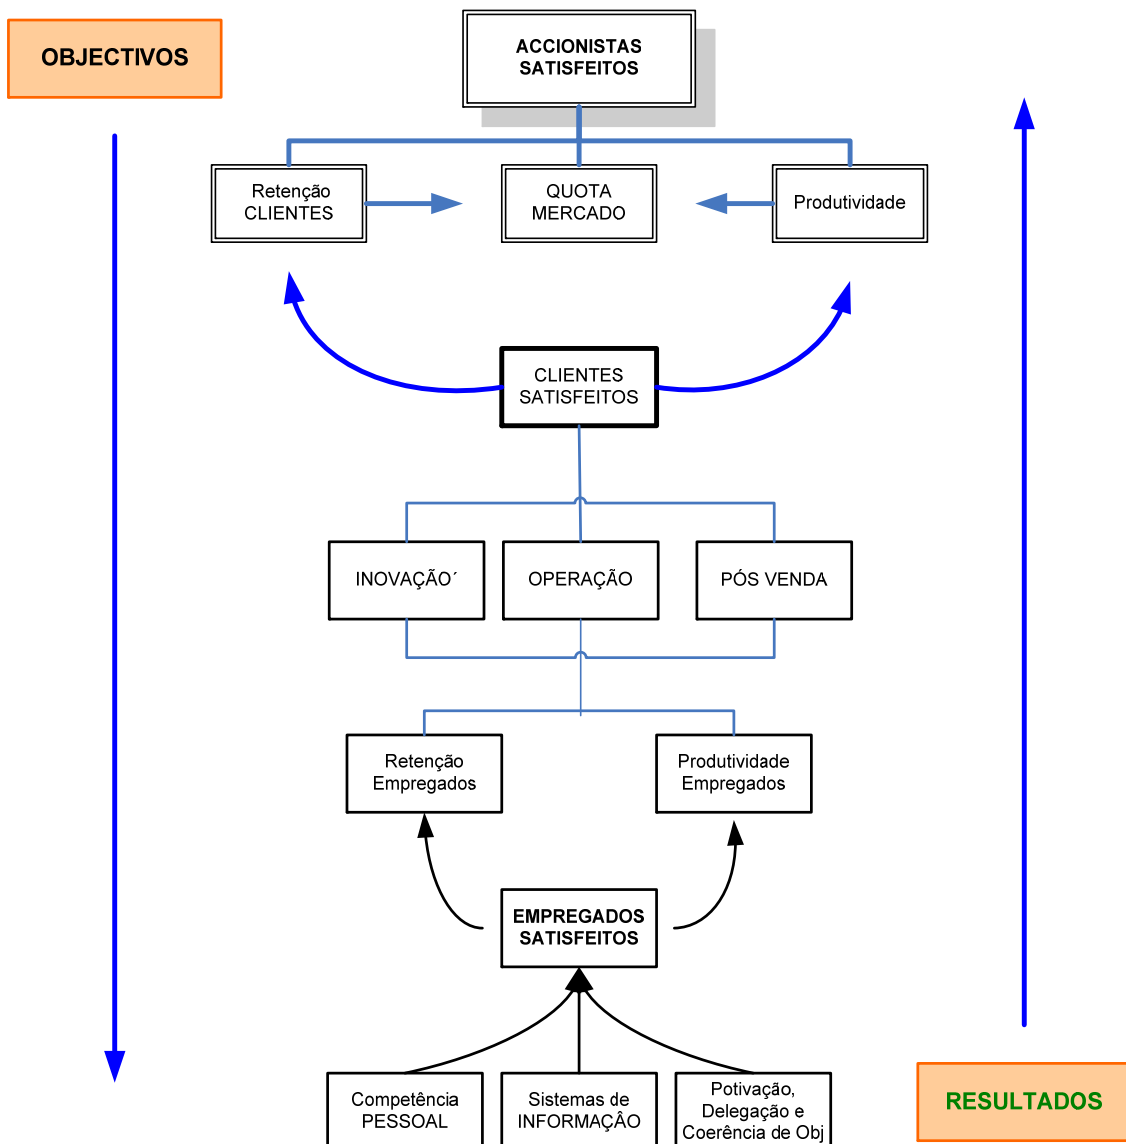 OBJECTIVOS
ACCIONISTAS
SATISFEITOS
Retenção
CLIENTES
QUOTA
MERCADO
Produtividade
CLIENTES
SATISFEITOS
INOVAÇÃO´
OPERAÇÃO
PÓS VENDA
Retenção
Empregados
Produtividade
Empregados
EMPREGADOS
SATISFEITOS
Competência
PESSOAL
Sistemas de
INFORMAÇÂO
Potivação,
Delegação e
Coerência de Obj
RESULTADOS